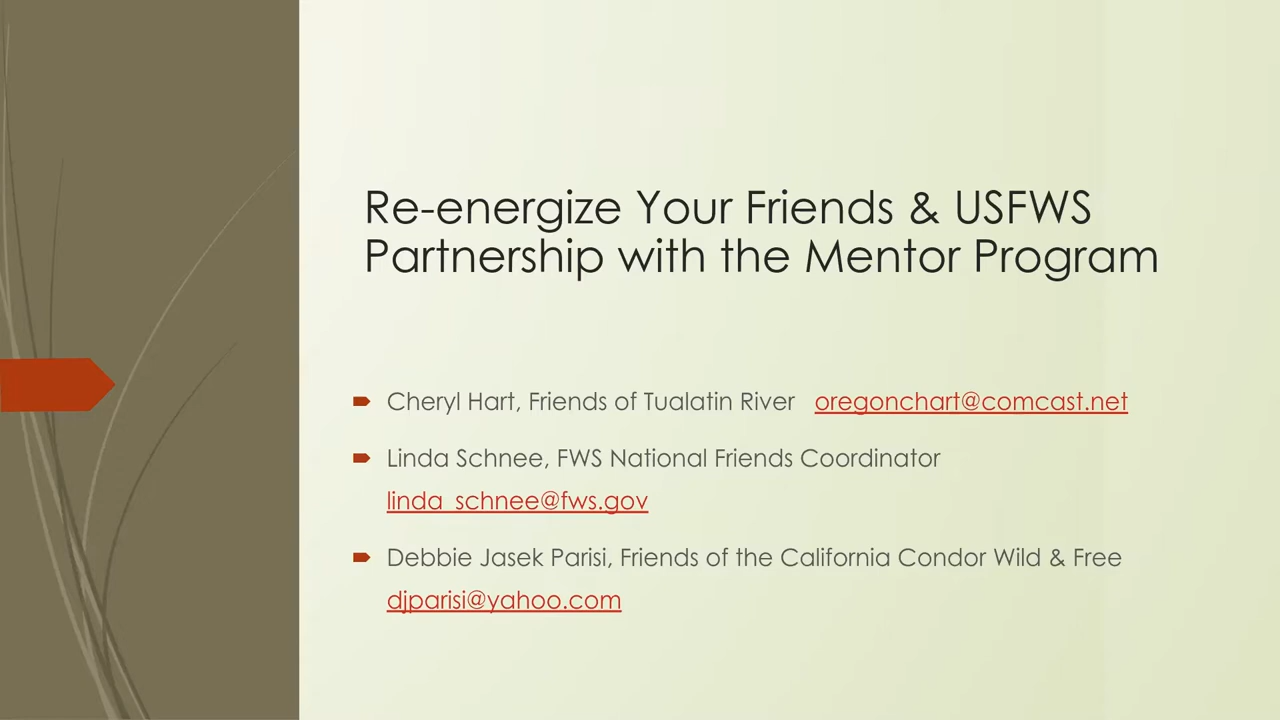 Re-energize Your Friends & USFWS
Partnership with the Mentor Program
Cheryl Hart, Friends of Tualatin River oregonchart@comcast.net
Linda Schnee, FWS National Friends Coordinator
linda_schnee@fws.gov
Debbie Jasek Parisi, Friends of the California Condor Wild & Free
djparisi@yahoo.com